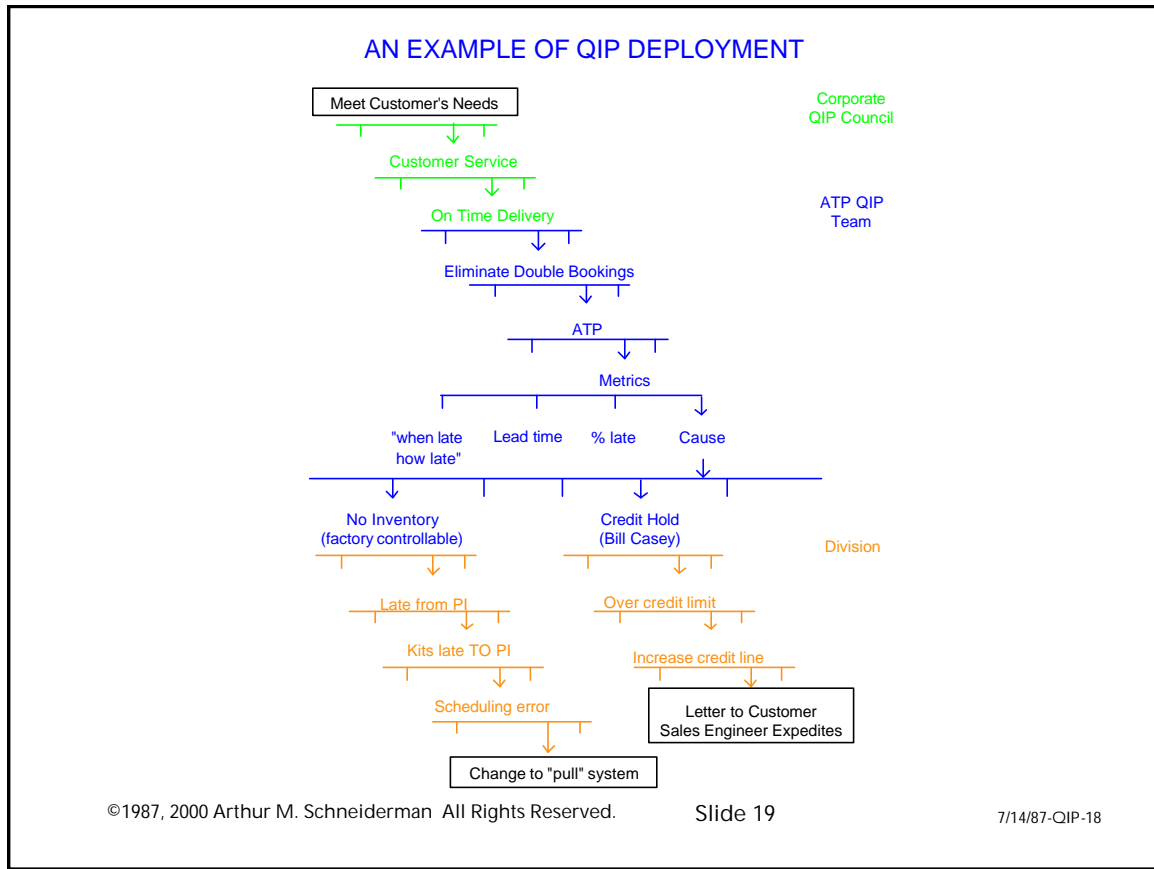 AN EXAMPLE OF QIP DEPLOYMENT
Meet Customer's Needs
Corporate
QIP Council
Customer Service
On Time Delivery
ATP QIP
Team
Eliminate Double Bookings
ATP
Metrics
"when late
how late"
Lead time
% late
Cause
No Inventory
(factory controllable)
Credit Hold
(Bill Casey)
Division
Late from PI
Over credit limit
Kits late TO PI
Increase credit line
Scheduling error
Letter to Customer
Sales Engineer Expedites
Change to "pull" system
©1987, 2000 Arthur M. Schneiderman All Rights Reserved.
Slide 19
7/14/87-QIP-18